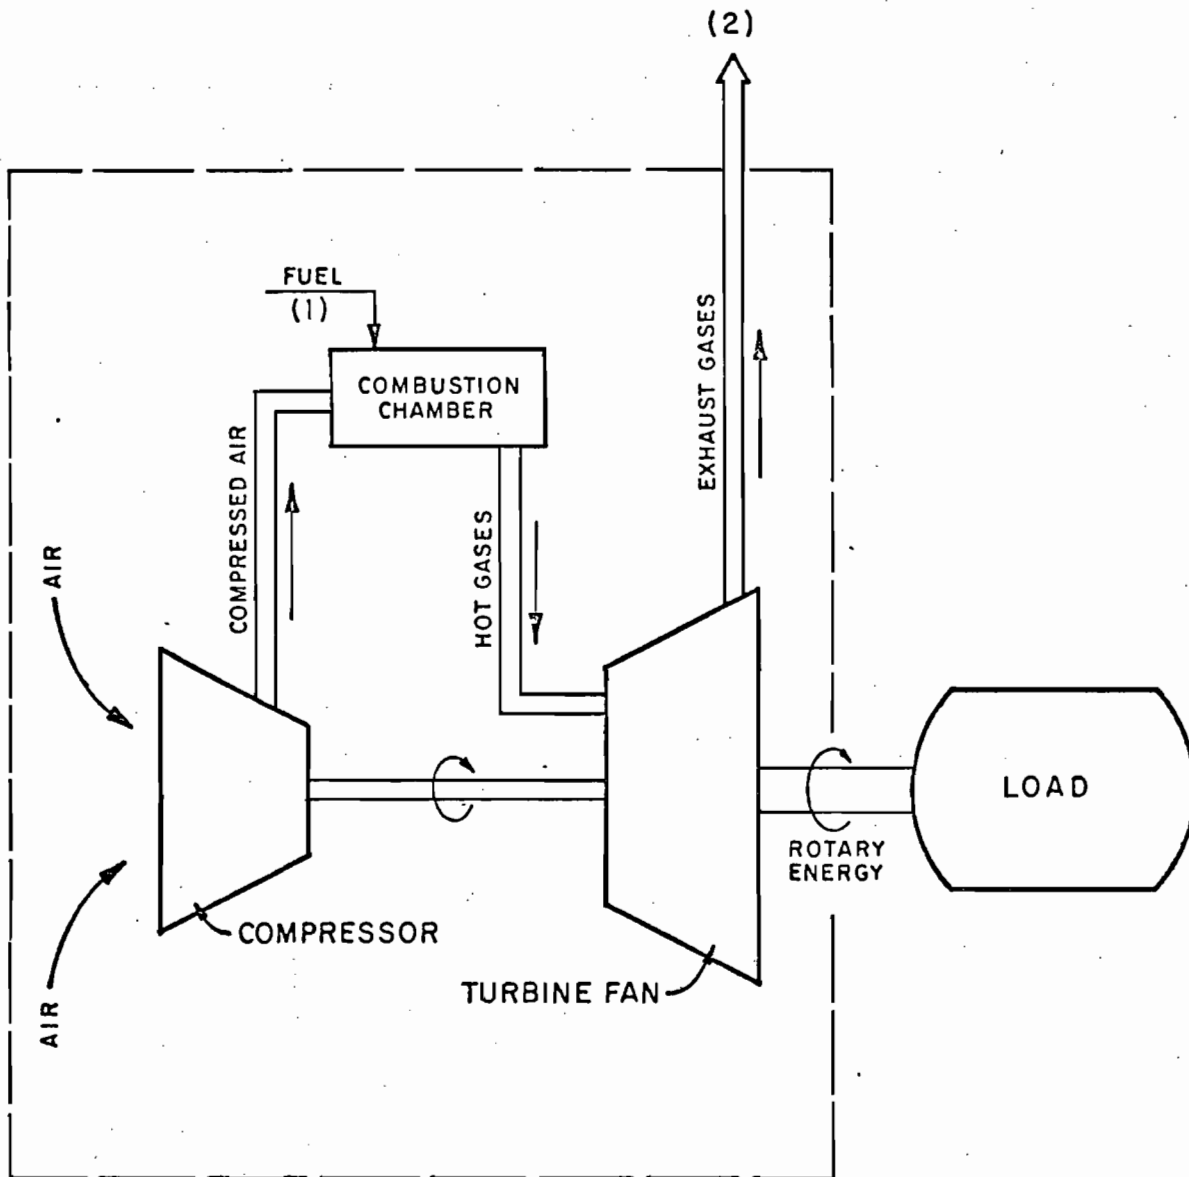 (2)
FUEL
(1)
COMBUSTION
CHAMBER
COMPRESSED AIR
HOT GASES
EXHAUST GASES
AIR
AIR
COMPRESSOR
TURBINE FAN
ROTARY
ENERGY
LOAD